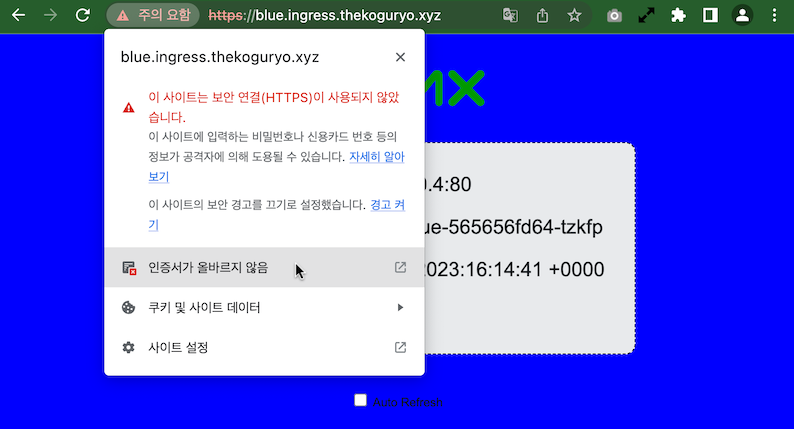 주의 요함
https://blue.ingress.thekoguryo.xyz
blue.ingress.thekoguryo.xyz
이 사이트는 보안 연결(HTTPS)이 사용되지 않았
습니다.
이 사이트에 입력하는 비밀번호나 신용카드 번호 등의
정보가 공격자에 의해 도용될 수 있습니다. 자세히 알아
보기
이 사이트의 보안 경고를 끄기로 설정했습니다. 경고 켜
기
인증서가 올바르지 않음
쿠키 및 사이트 데이터
사이트 설정
.4:80
ue-565656fd64-tzkfp
2023:16:14:41 +0000
Auto Refresh